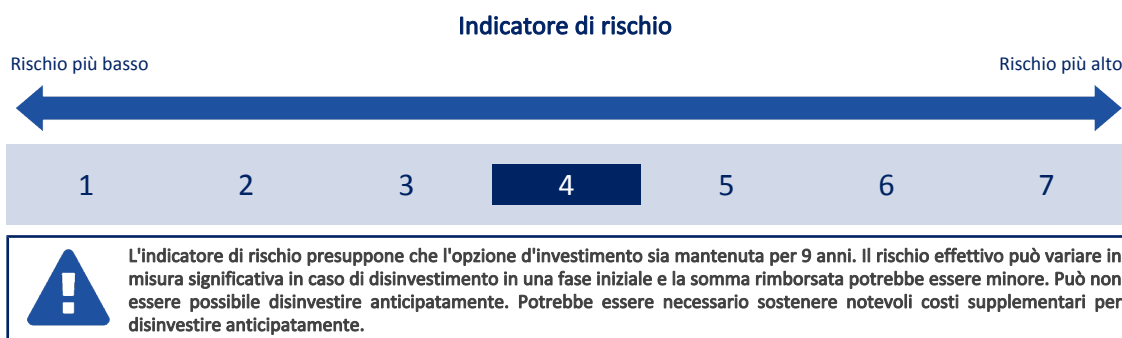 Indicatore di rischio
Rischio più basso
Rischio più alto
1 2 3 4 5 6 7
L'indicatore di rischio presuppone che l'opzione d'investimento sia mantenuta per 9 anni. Il rischio effettivo può variare in
misura significativa in caso di disinvestimento in una fase iniziale e la somma rimborsata potrebbe essere minore. Può non
essere possibile disinvestire anticipatamente. Potrebbe essere necessario sostenere notevoli costi supplementari per
disinvestire anticipatamente.